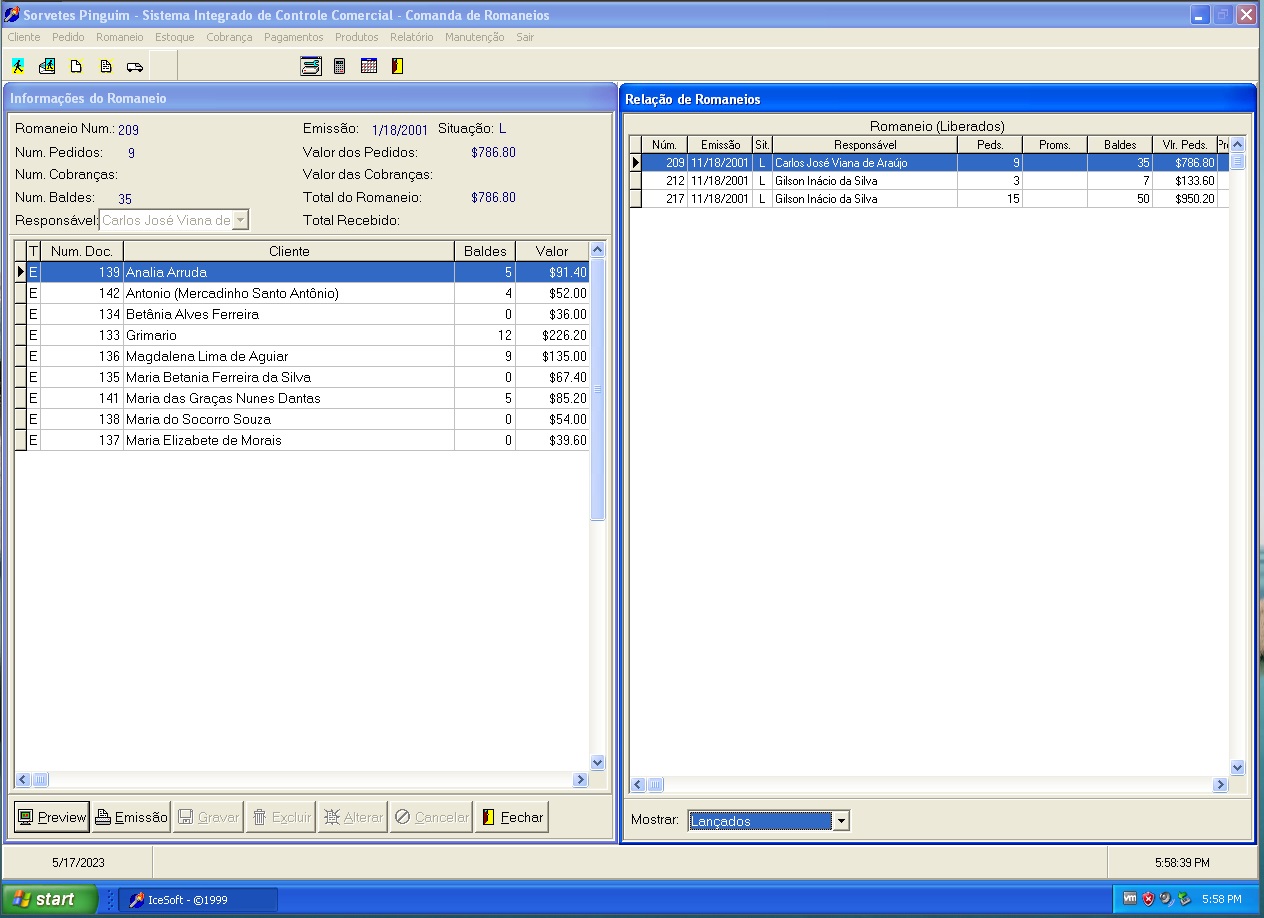 Sorvetes Pinguim - Sistema Integrado de Controle Comercial - Comanda de Romaneios
Cliente Pedido Romaneio Estoque Cobrança Pagamentos Produtos Relatório Manutenção Sair
Informações do Romaneio
Romaneio Num.: 209 Emissão: 1/18/2001 Situação: L
Num. Pedidos: 9 Valor dos Pedidos: $786.80
Num. Cobranças: Valor das Cobranças:
Num. Baldes: 35 Total do Romaneio: $786.80
Responsável: Carlos José Viana de Total Recebido:
T Num. Doc. Cliente Baldes Valor
E 139 Analia Arruda 5 $91.40
E 142 Antonio (Mercadinho Santo Antônio) 4 $52.00
E 134 Betânia Alves Ferreira 0 $36.00
E 133 Grimario 12 $226.20
E 136 Magdalena Lima de Aguiar 9 $135.00
E 135 Maria Betania Ferreira da Silva 0 $67.40
E 141 Maria das Graças Nunes Dantas 5 $85.20
E 138 Maria do Socorro Souza 0 $54.00
E 137 Maria Elizabete de Morais 0 $39.60
Preview Emissão Gravar Excluir Alterar Cancelar Fechar
Relação de Romaneios
Romaneio (Liberados)
Núm. Emissão Sit. Responsável Peds. Proms. Baldes Vlr. Peds.
209 11/18/2001 L Carlos José Viana de Araújo 9 35 $786.80
212 11/18/2001 L Gilson Inácio da Silva 3 7 $133.60
217 11/18/2001 L Gilson Inácio da Silva 15 50 $950.20
Mostrar: Lançados
5/17/2023 5:58:39 PM
start IceSoft - ©1999 vm 5:58 PM